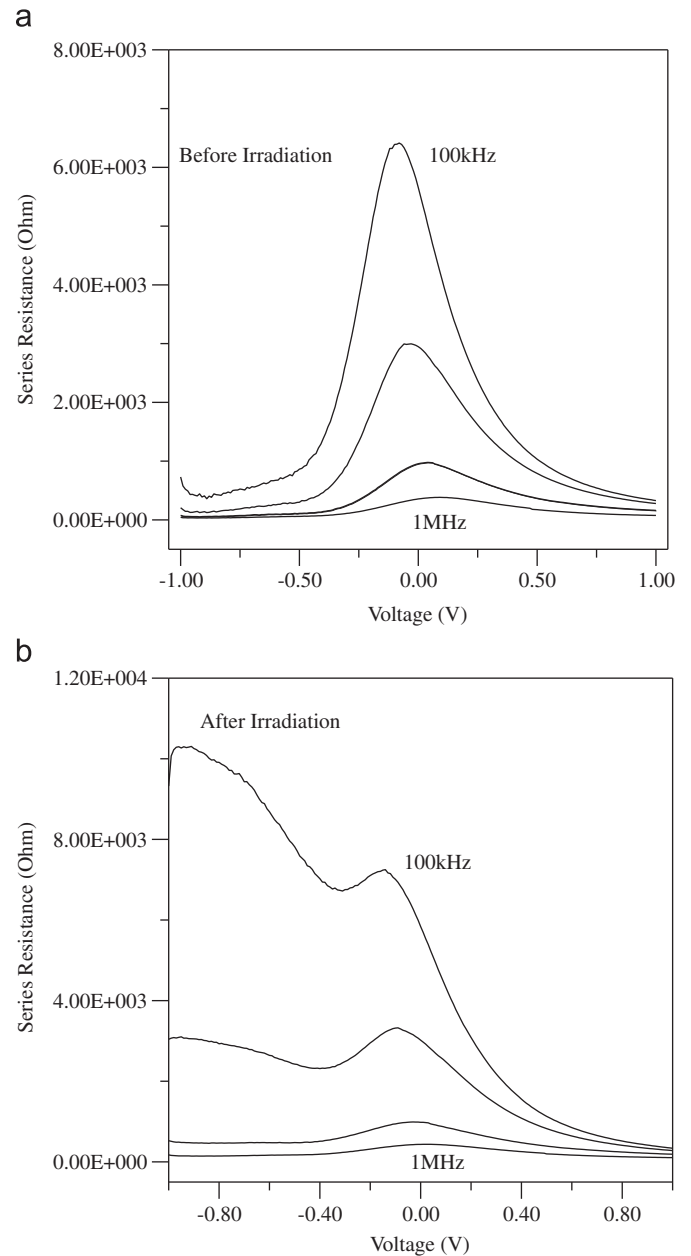 a
8.00E+003
Before Irradiation
100kHz
6.00E+003
Series Resistance (Ohm)
4.00E+003
2.00E+003
0.00E+000
1MHz
-1.00
-0.50
0.00
0.50
1.00
Voltage (V)
b
1.20E+004
After Irradiation
8.00E+003
100kHz
Series Resistance (Ohm)
4.00E+003
0.00E+000
1MHz
-0.80
-0.40
0.00
0.40
0.80
Voltage (V)